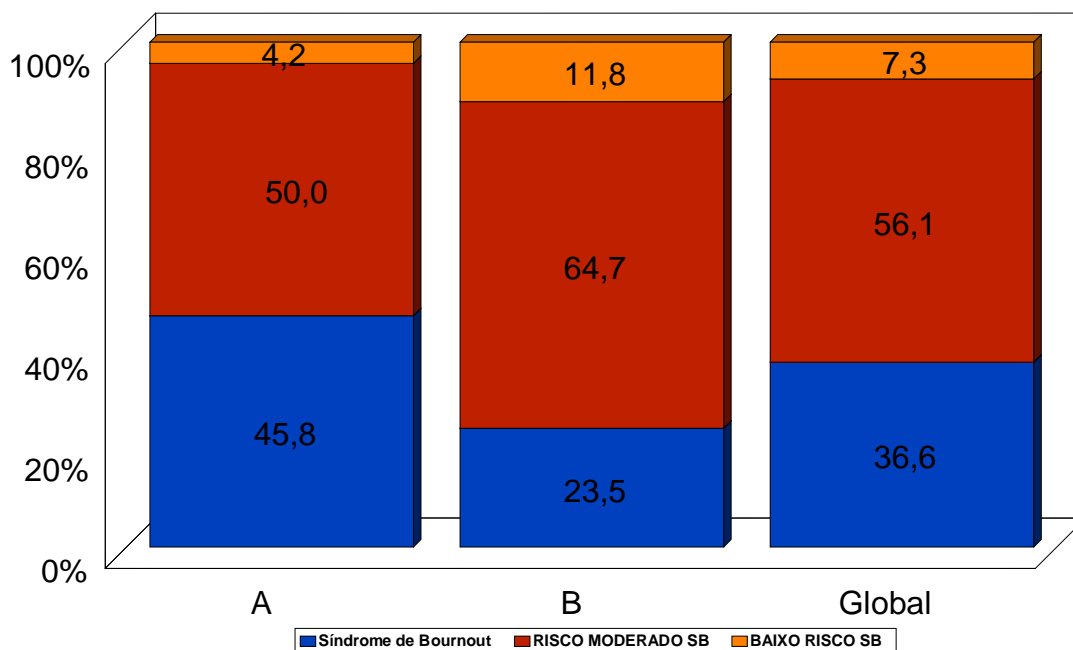 100%
80%
60%
40%
20%
0%
4,2
50,0
45,8
11,8
64,7
23,5
7,3
56,1
36,6
A
B
Global
Síndrome de Bournout
RISCO MODERADO SB
BAIXO RISCO SB